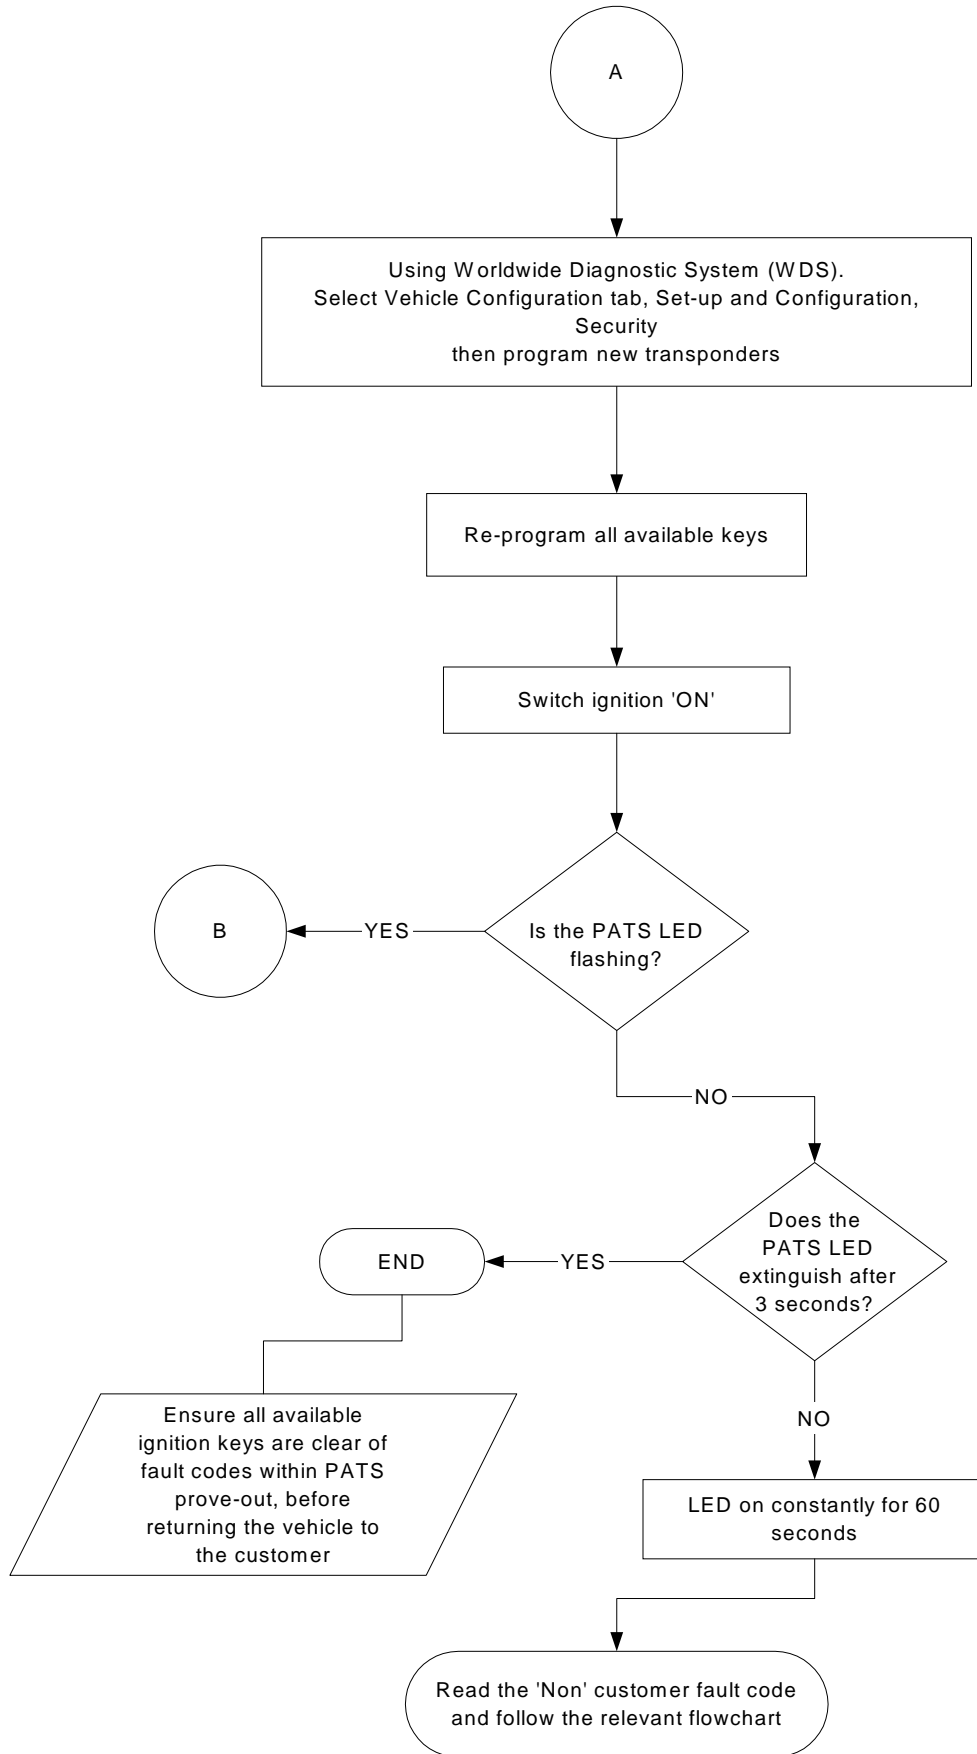 A
Using Worldwide Diagnostic System (WDS).
Select Vehicle Configuration tab, Set-up and Configuration,
Security
then program new transponders
Re-program all available keys
Switch ignition 'ON'
Is the PATS LED
flashing?
YES
B
NO
Does the
PATS LED
extinguish after
3 seconds?
YES
END
Ensure all available
ignition keys are clear of
fault codes within PATS
prove-out, before
returning the vehicle to
the customer
NO
LED on constantly for 60
seconds
Read the 'Non' customer fault code
and follow the relevant flowchart